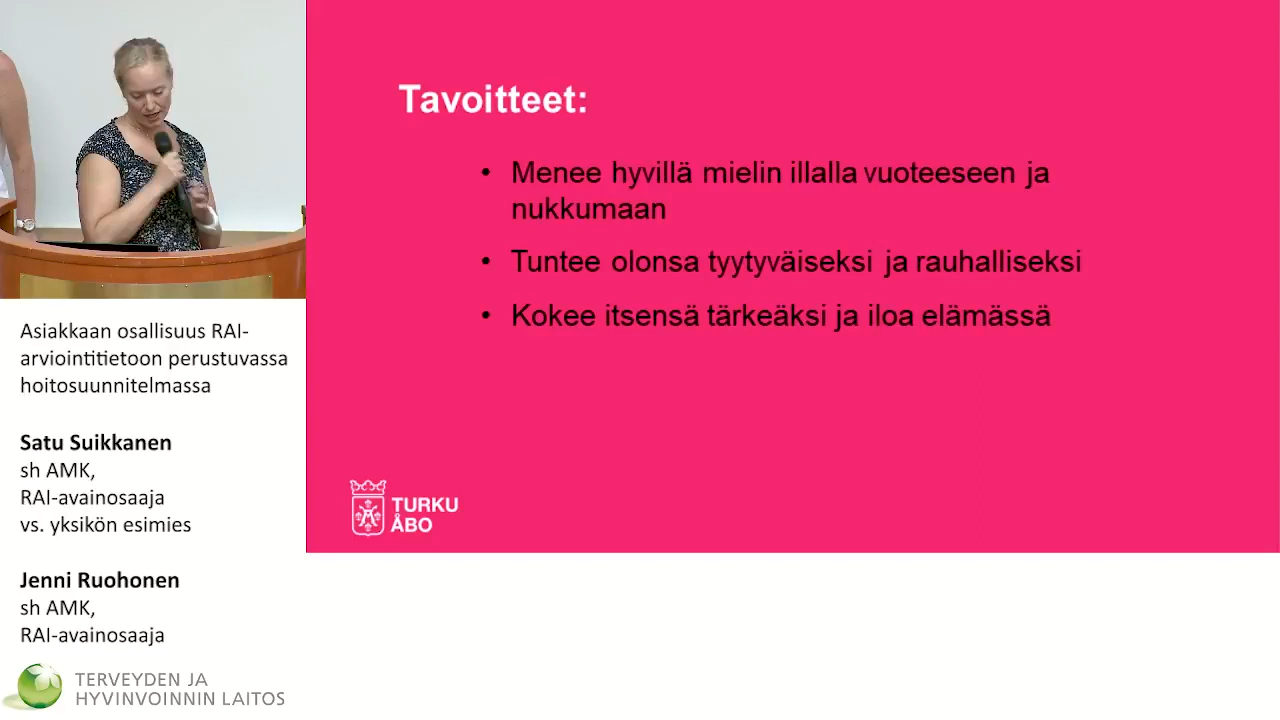 Tavoitteet:
• Menee hyvillä mielin illalla vuoteeseen ja
nukkumaan
• Tuntee olonsa tyytyväiseksi ja rauhalliseksi
• Kokee itsensä tärkeäksi ja iloa elämässä
TURKU
ÅBO
Asiakkaan osallisuus RAI-
arviointitietoon perustuvassa
hoitosuunnitelmassa
Satu Suikkanen
sh AMK,
RAI-avainosaaja
vs. yksikön esimies
Jenni Ruohonen
sh AMK,
RAI-avainosaaja
TERVEYDEN JA
HYVINVOINNIN LAITOS